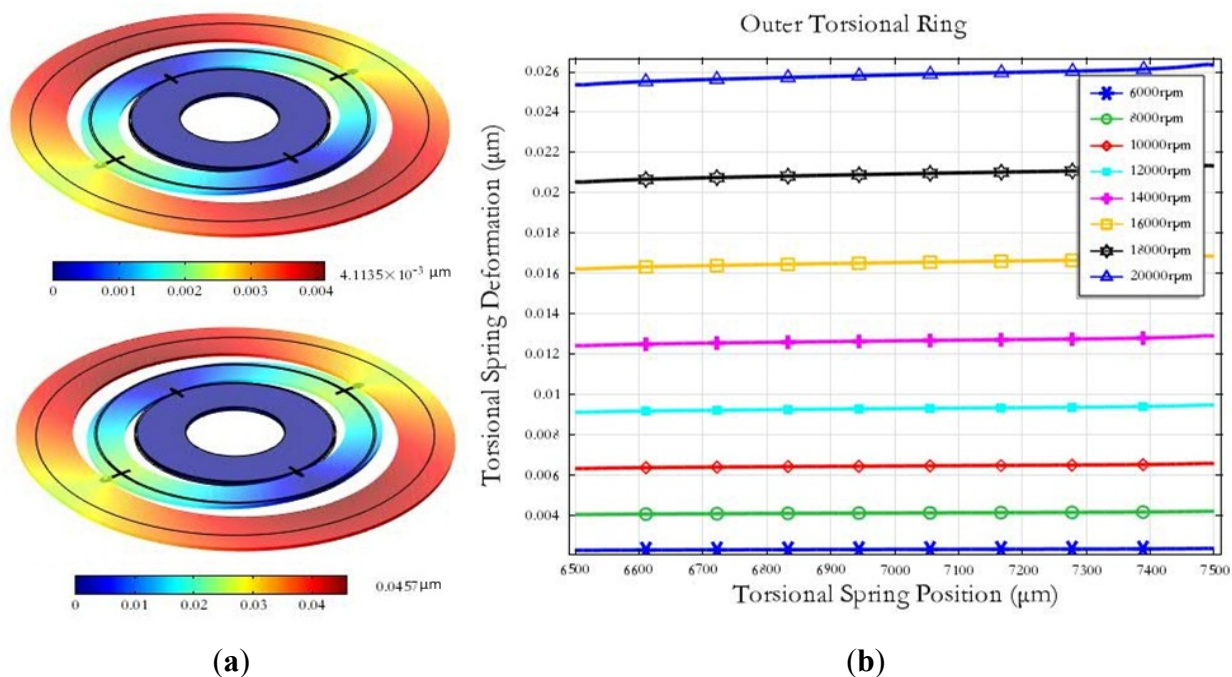 4.1135×10⁻³ μm
0 0.001 0.002 0.003 0.004
0.0457μm
0 0.01 0.02 0.03 0.04
(a)
Outer Torsional Ring
Torsional Spring Deformation (μm)
0.026
0.024
0.022
0.02
0.018
0.016
0.014
0.012
0.01
0.008
0.006
0.004
6000rpm
8000rpm
10000rpm
12000rpm
14000rpm
16000rpm
18000rpm
20000rpm
6500 6600 6700 6800 6900 7000 7100 7200 7300 7400 7500
Torsional Spring Position (μm)
(b)